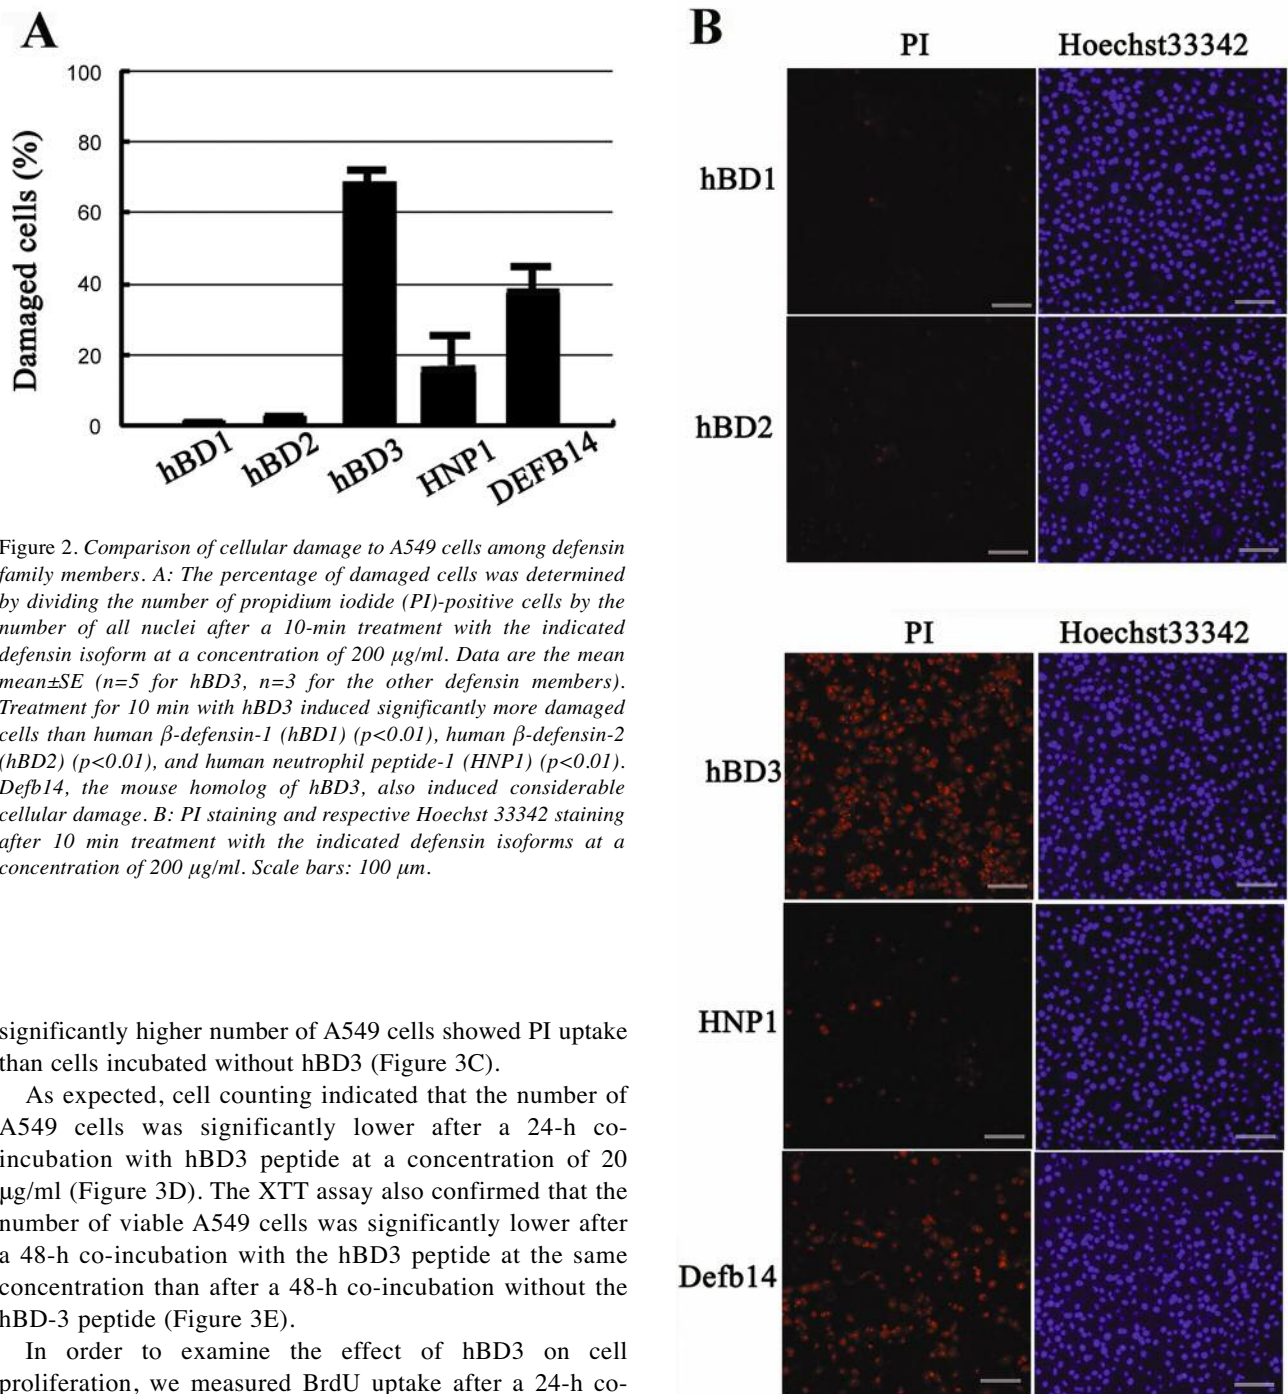 A
Damaged cells (%)
100
80
60
40
20
0
hBD1
hBD2
hBD3
HNP1
DEFB14
Figure 2. Comparison of cellular damage to A549 cells among defensin
family members. A: The percentage of damaged cells was determined
by dividing the number of propidium iodide (PI)-positive cells by the
number of all nuclei after a 10-min treatment with the indicated
defensin isoform at a concentration of 200 μg/ml. Data are the mean
mean±SE (n=5 for hBD3, n=3 for the other defensin members).
Treatment for 10 min with hBD3 induced significantly more damaged
cells than human β-defensin-1 (hBD1) (p<0.01), human β-defensin-2
(hBD2) (p<0.01), and human neutrophil peptide-1 (HNP1) (p<0.01).
Defb14, the mouse homolog of hBD3, also induced considerable
cellular damage. B: PI staining and respective Hoechst 33342 staining
after 10 min treatment with the indicated defensin isoforms at a
concentration of 200 μg/ml. Scale bars: 100 μm.
significantly higher number of A549 cells showed PI uptake
than cells incubated without hBD3 (Figure 3C).
As expected, cell counting indicated that the number of
A549 cells was significantly lower after a 24-h co-
incubation with hBD3 peptide at a concentration of 20
μg/ml (Figure 3D). The XTT assay also confirmed that the
number of viable A549 cells was significantly lower after
a 48-h co-incubation with the hBD3 peptide at the same
concentration than after a 48-h co-incubation without the
hBD-3 peptide (Figure 3E).
In order to examine the effect of hBD3 on cell
proliferation, we measured BrdU uptake after a 24-h co-
B
PI Hoechst33342
hBD1
hBD2
PI Hoechst33342
hBD3
HNP1
Defb14